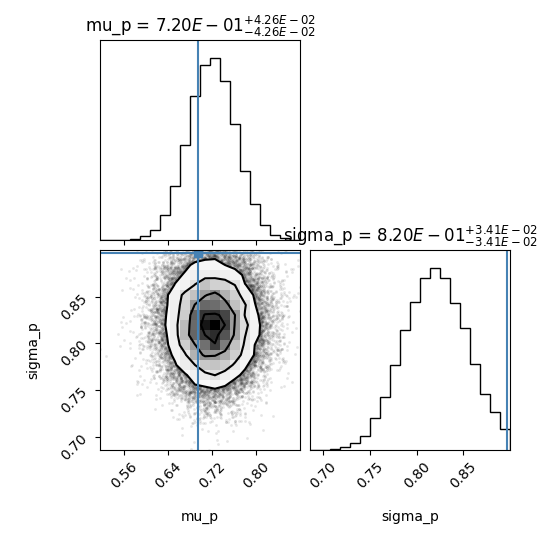 mu_p = 7.20E − 01+4.26E−02 −4.26E−02
sigma_p = 8.20E − 01+3.41E−02 −3.41E−02
sigma_p
0.85
0.80
0.75
0.70
0.56 0.64 0.72 0.80
0.70 0.75 0.80 0.85
mu_p
sigma_p